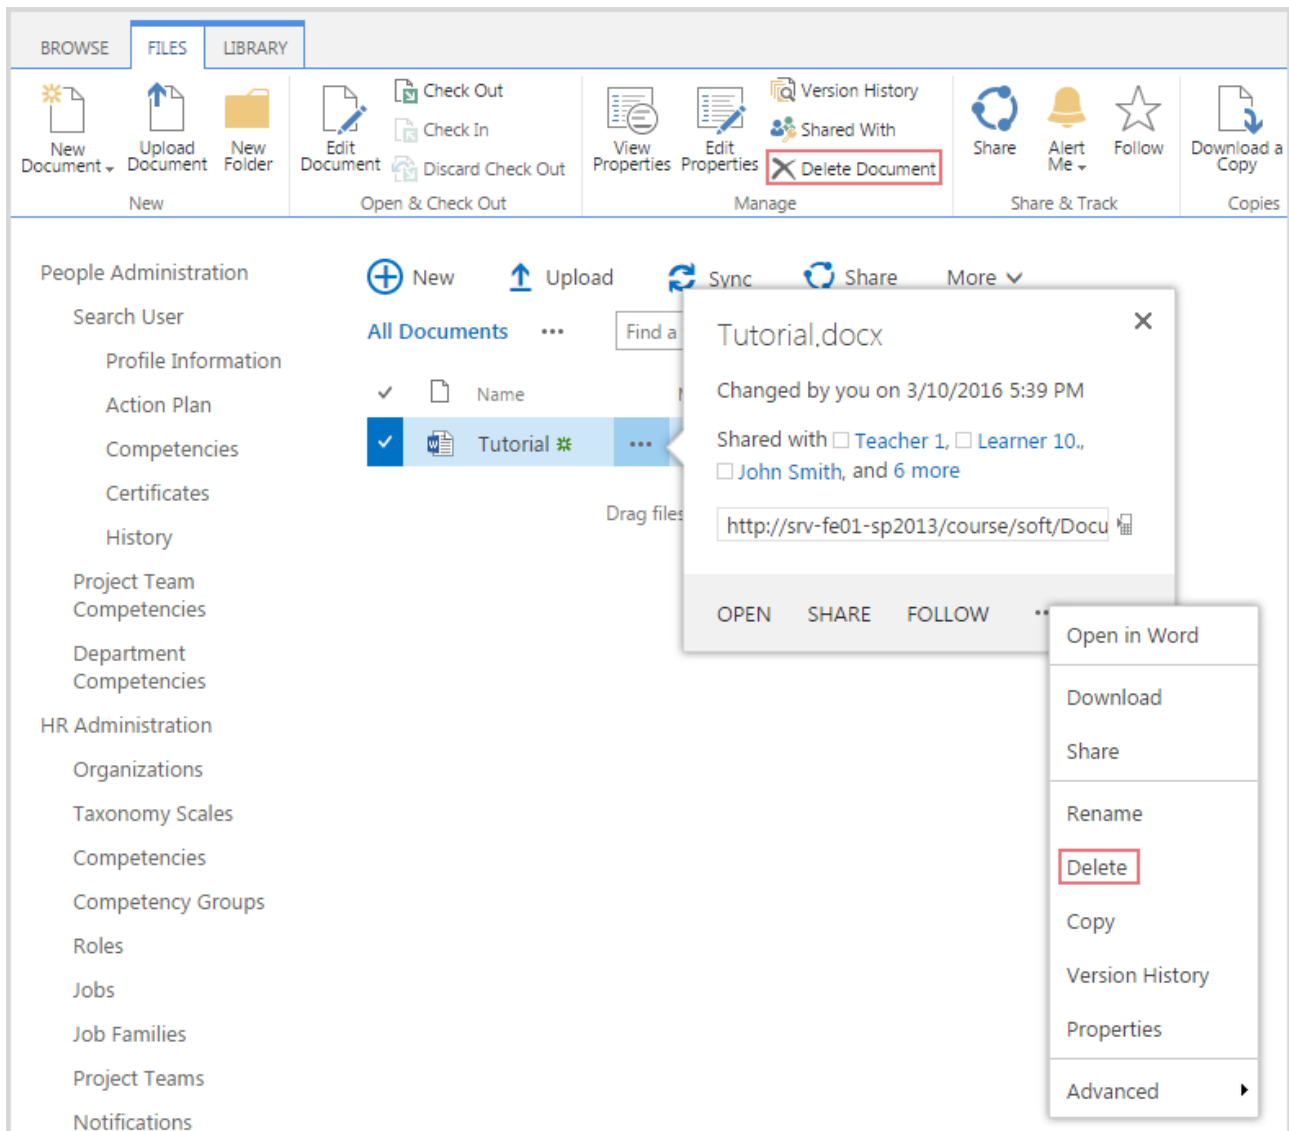 BROWSE FILES LIBRARY
New Document
Upload Document
New Folder
New
Edit Document
Check Out
Check In
Discard Check Out
Open & Check Out
View Properties
Edit Properties
Version History
Shared With
Delete Document
Manage
Share
Alert Me
Follow
Share & Track
Download a Copy
Copies
People Administration
Search User
Profile Information
Action Plan
Competencies
Certificates
History
Project Team
Competencies
Department
Competencies
HR Administration
Organizations
Taxonomy Scales
Competencies
Competency Groups
Roles
Jobs
Job Families
Project Teams
Notifications
New Upload Sync Share More
All Documents ••• Find a
Name
Tutorial •••
Drag files
Tutorial.docx
Changed by you on 3/10/2016 5:39 PM
Shared with Teacher 1, Learner 10.,
John Smith, and 6 more
http://srv-fe01-sp2013/course/soft/Docu
OPEN SHARE FOLLOW
Open in Word
Download
Share
Rename
Delete
Copy
Version History
Properties
Advanced